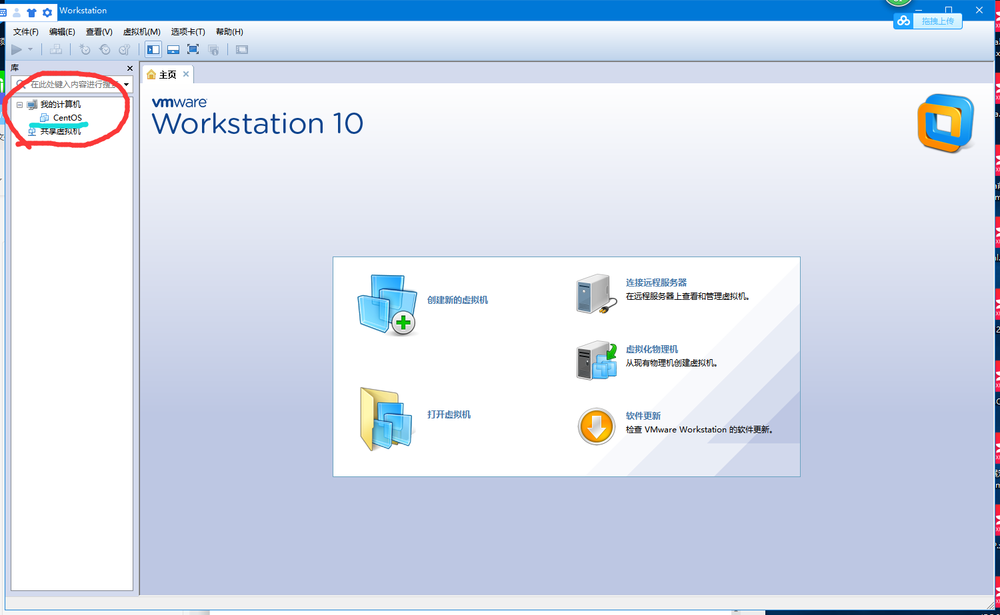 Workstation
拖拽上传
文件(F) 编辑(E) 查看(V) 虚拟机(M) 选项卡(T) 帮助(H)
库
主页
在此处键入内容进行搜索
我的计算机
CentOS
共享虚拟机
vmware
Workstation 10
创建新的虚拟机
连接远程服务器
在远程服务器上查看和管理虚拟机。
虚拟化物理机
从现有物理机创建虚拟机。
打开虚拟机
软件更新
检查 VMware Workstation 的软件更新。